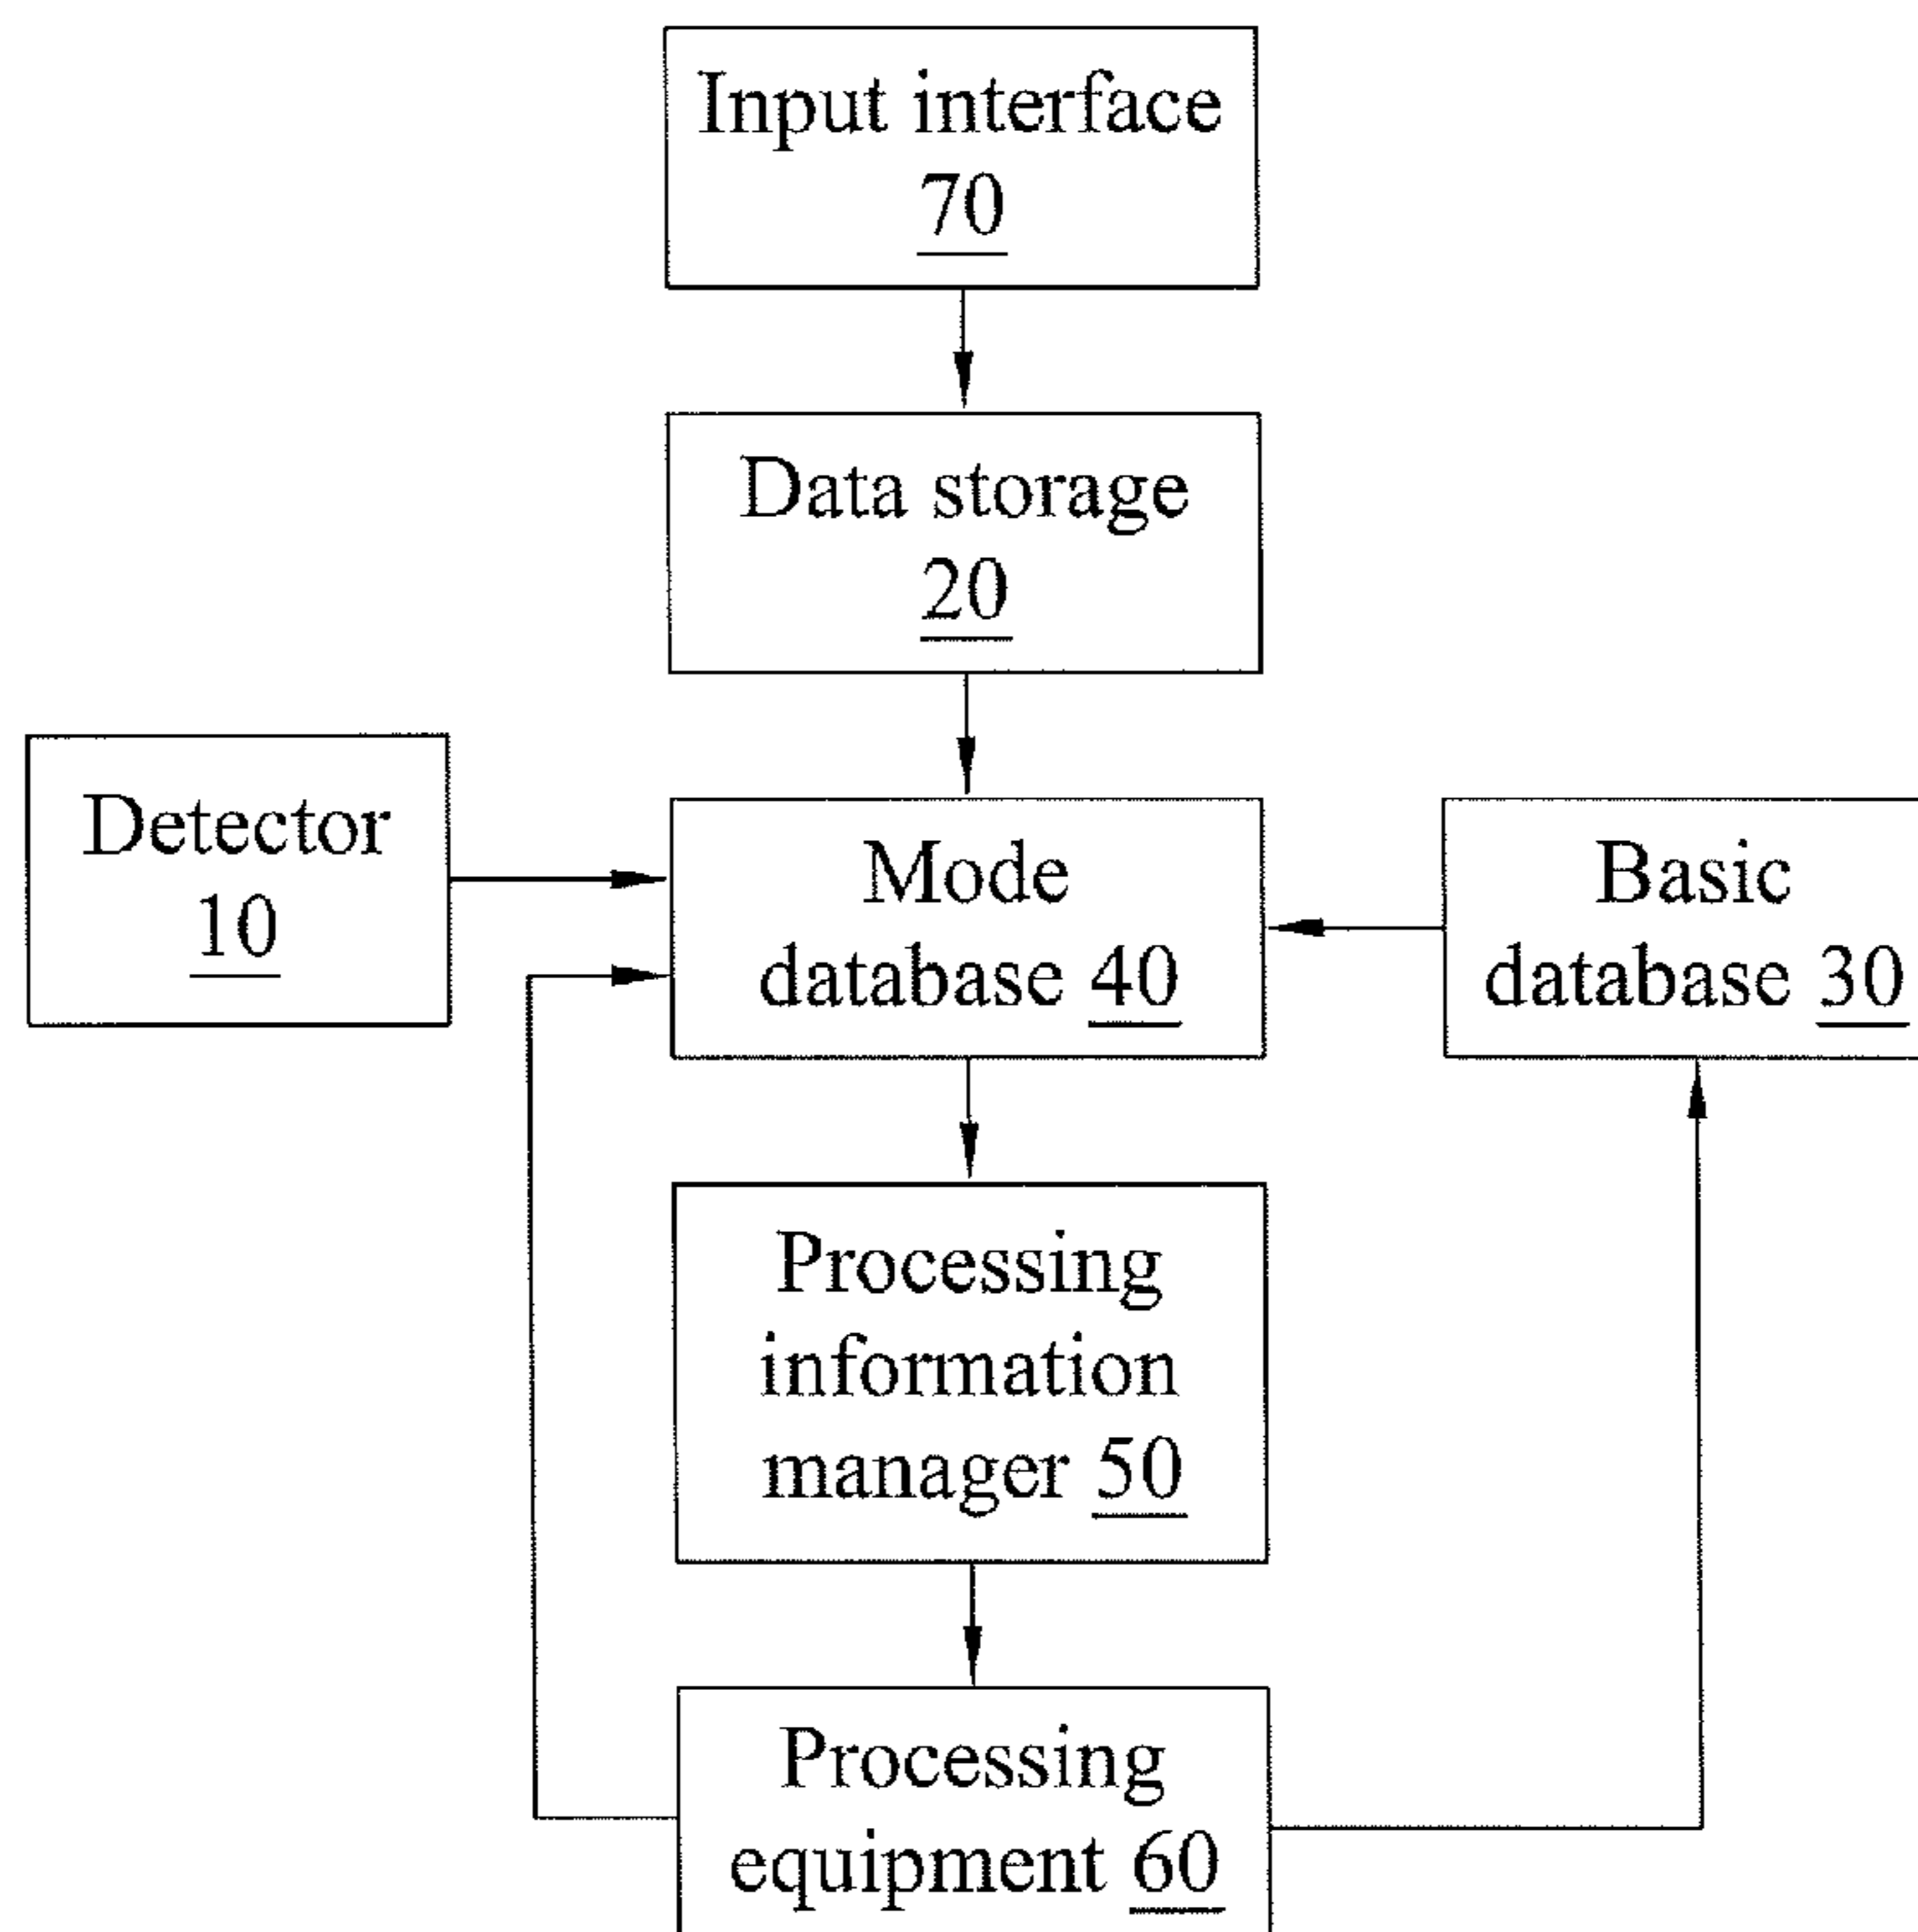 Input interface
70
Data storage
20
Detector
10
Mode
database 40
Basic
database 30
Processing
information
manager 50
Processing
equipment 60